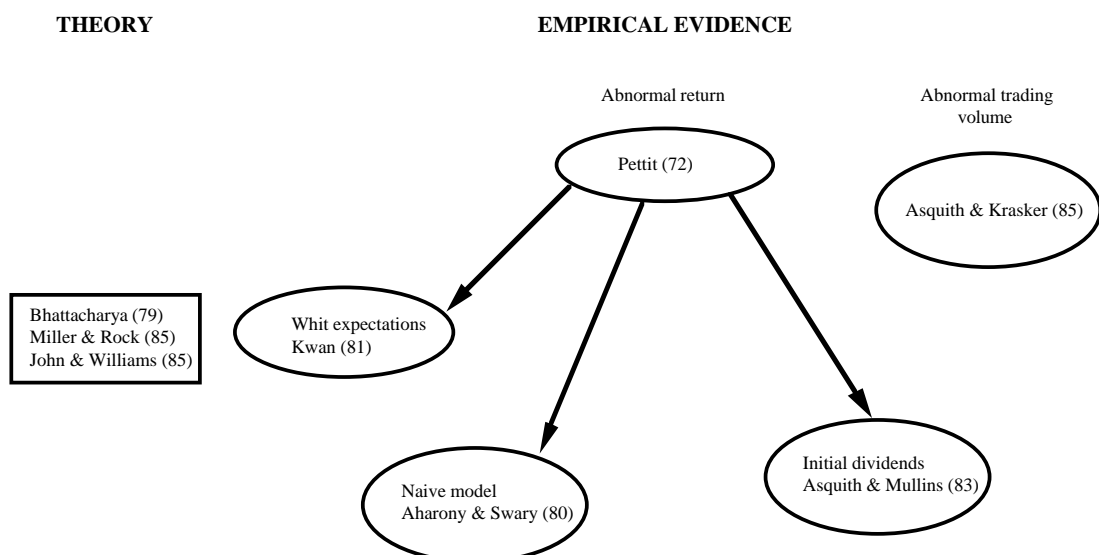 THEORY
EMPIRICAL EVIDENCE
Abnormal return
Abnormal trading
volume
Pettit (72)
Asquith & Krasker (85)
Bhattacharya (79)
Miller & Rock (85)
John & Williams (85)
Whit expectations
Kwan (81)
Naive model
Aharony & Swary (80)
Initial dividends
Asquith & Mullins (83)